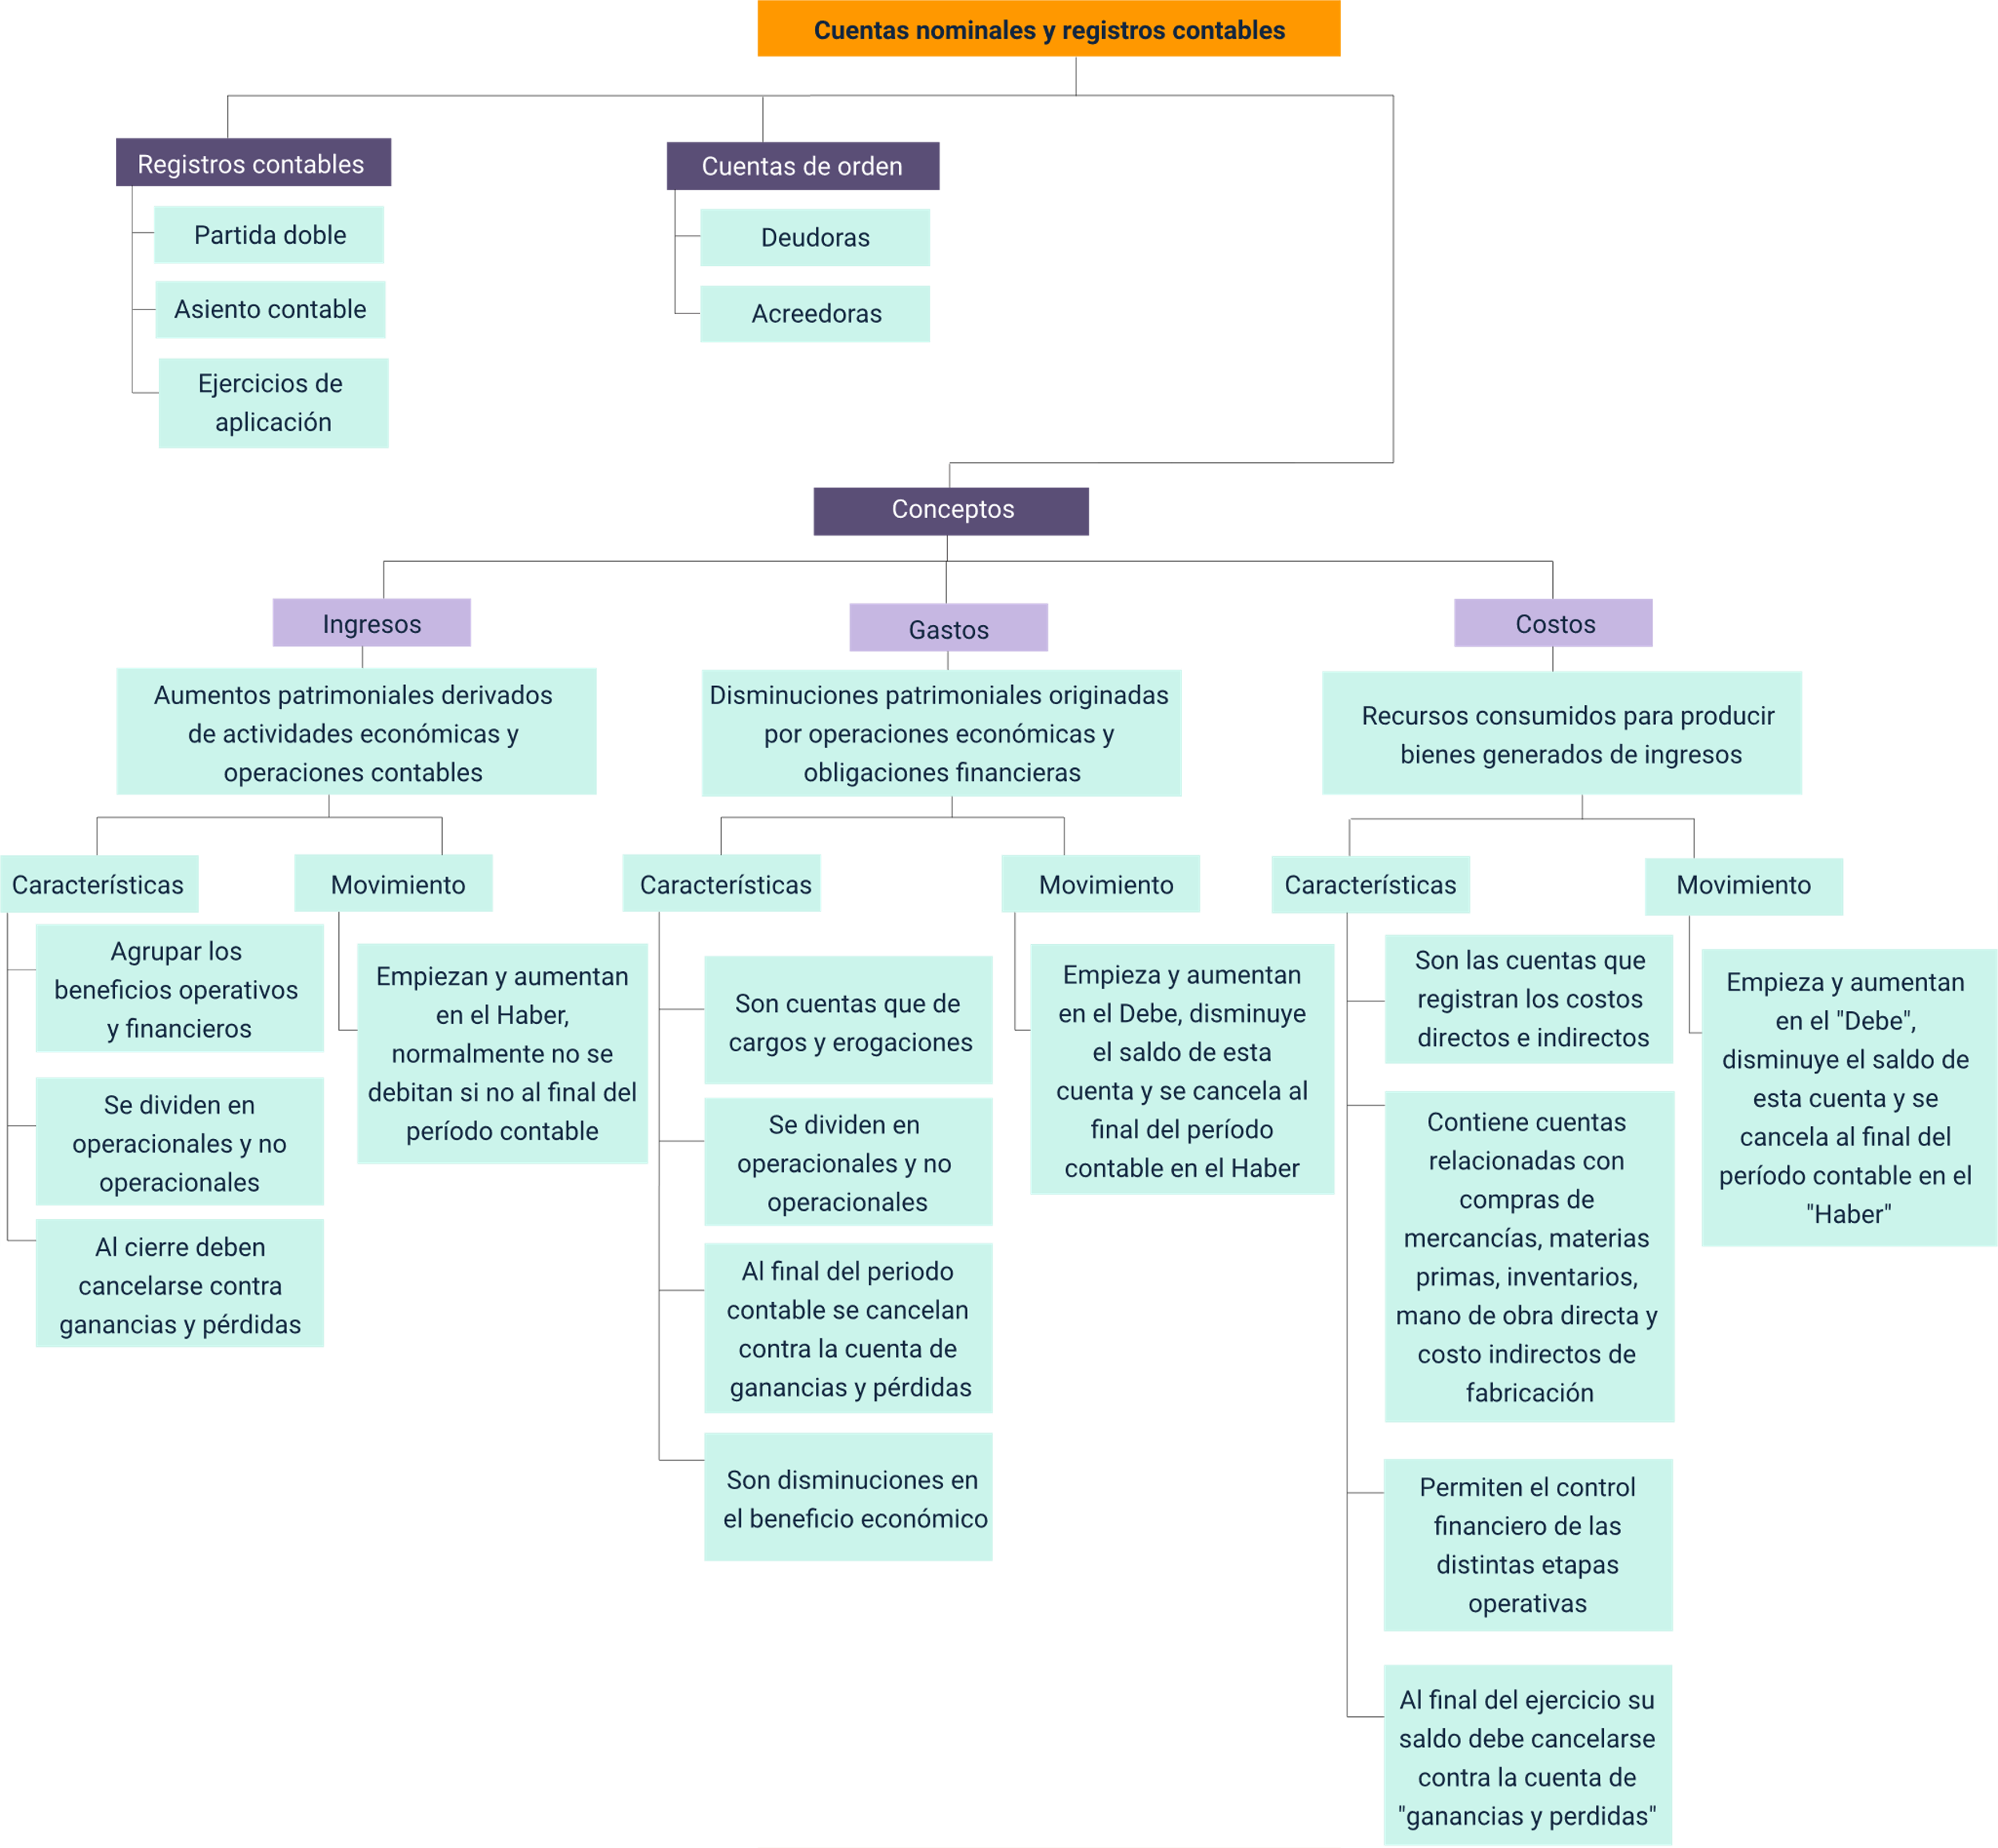 Cuentas nominales y registros contables
Registros contables
Partida doble
Asiento contable
Ejercicios de
aplicación
Cuentas de orden
Deudoras
Acreedoras
Conceptos
Ingresos
Aumentos patrimoniales derivados
de actividades económicas y
operaciones contables
Características
Agrupar los
beneficios operativos
y financieros
Se dividen en
operacionales y no
operacionales
Al cierre deben
cancelarse contra
ganancias y pérdidas
Movimiento
Empiezan y aumentan
en el Haber,
normalmente no se
debitan si no al final del
período contable
Gastos
Disminuciones patrimoniales originadas
por operaciones económicas y
obligaciones financieras
Características
Son cuentas que de
cargos y erogaciones
Se dividen en
operacionales y no
operacionales
Al final del periodo
contable se cancelan
contra la cuenta de
ganancias y pérdidas
Son disminuciones en
el beneficio económico
Movimiento
Empieza y aumentan
en el Debe, disminuye
el saldo de esta
cuenta y se cancela al
final del período
contable en el Haber
Costos
Recursos consumidos para producir
bienes generados de ingresos
Características
Son las cuentas que
registran los costos
directos e indirectos
Contiene cuentas
relacionadas con
compras de
mercancías, materias
primas, inventarios,
mano de obra directa y
costo indirectos de
fabricación
Permiten el control
financiero de las
distintas etapas
operativas
Al final del ejercicio su
saldo debe cancelarse
contra la cuenta de
"ganancias y perdidas"
Movimiento
Empieza y aumentan
en el "Debe",
disminuye el saldo de
esta cuenta y se
cancela al final del
período contable en el
"Haber"